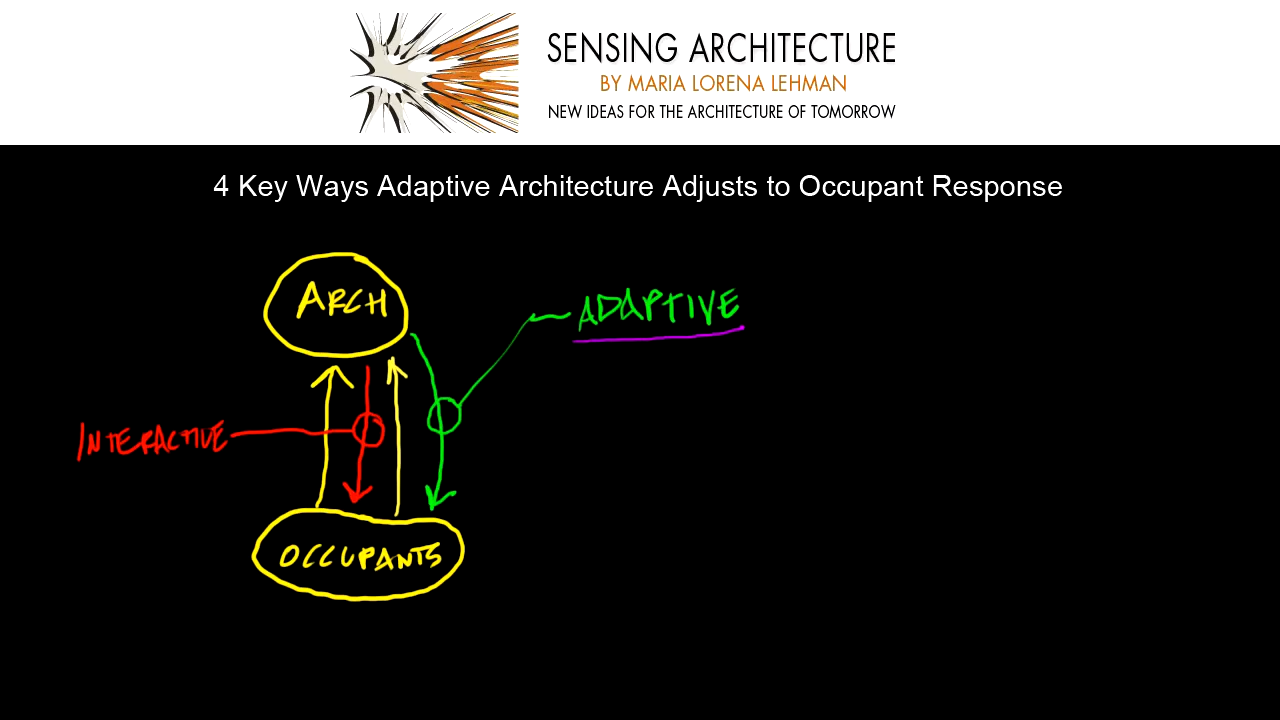 SENSING ARCHITECTURE
BY MARIA LORENA LEHMAN
NEW IDEAS FOR THE ARCHITECTURE OF TOMORROW
4 Key Ways Adaptive Architecture Adjusts to Occupant Response
ARCH
ADAPTIVE
INTERACTIVE
OCCUPANTS